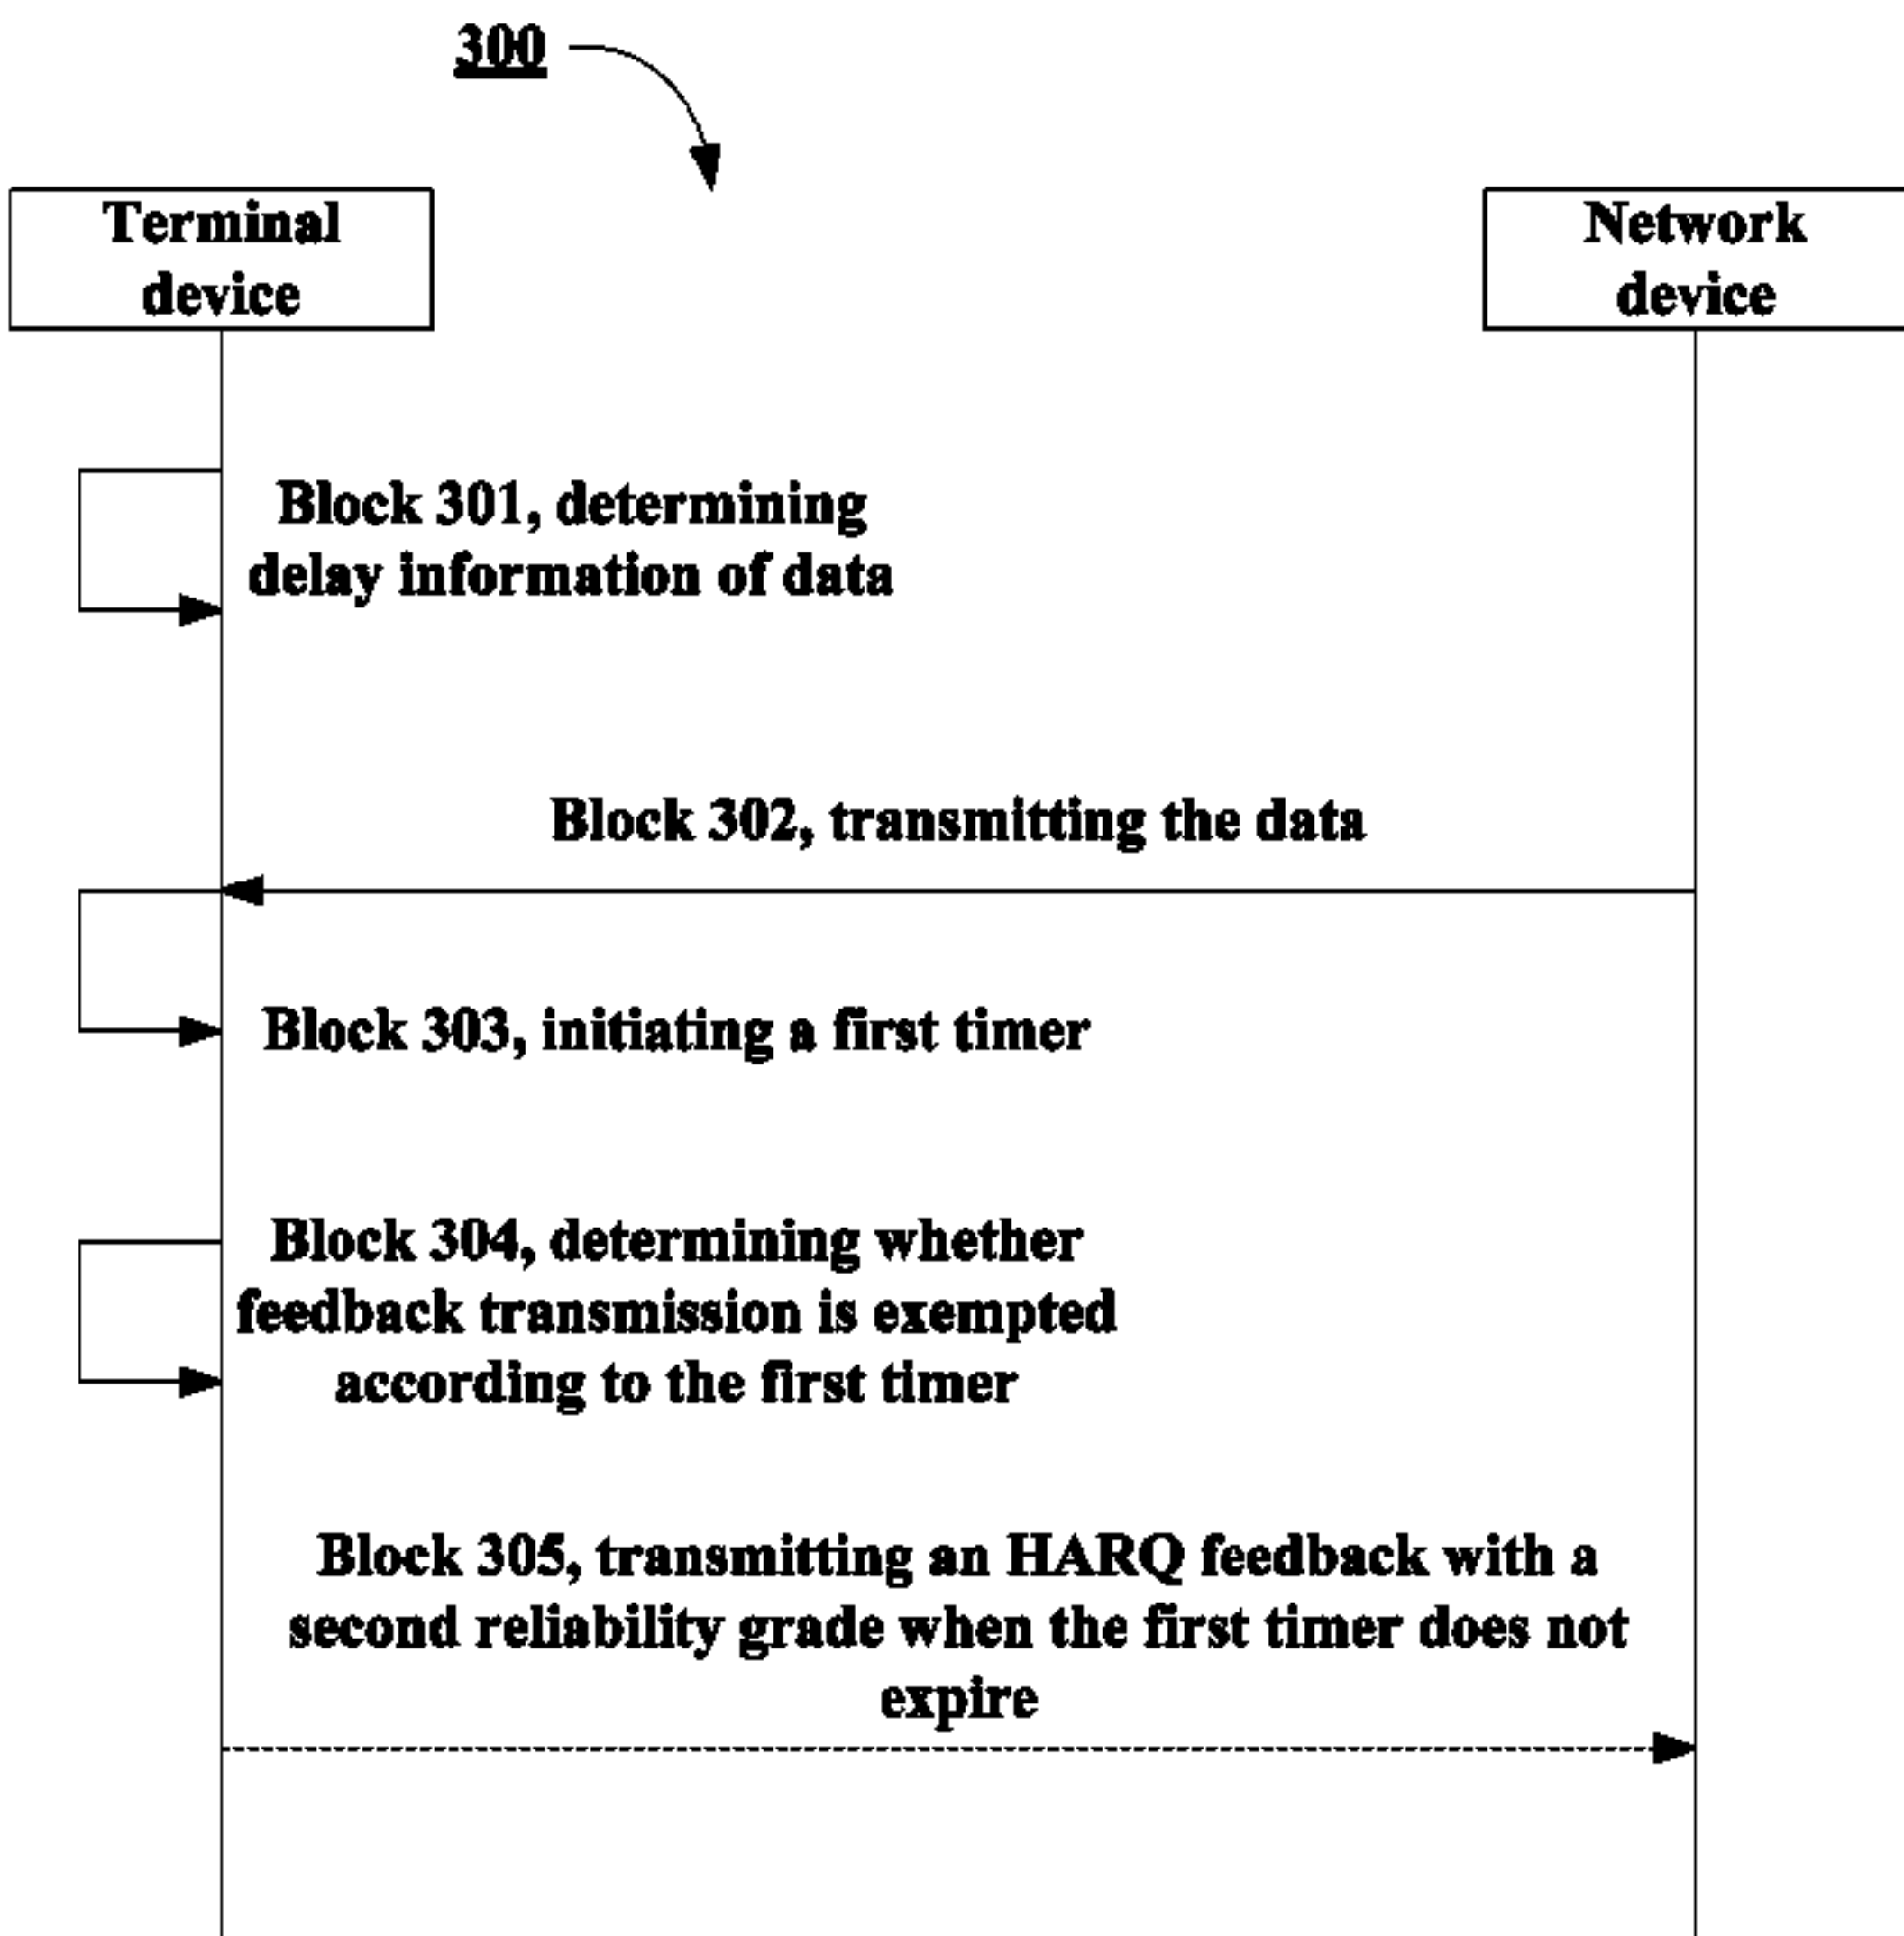 300
Terminal
device
Network
device
Block 301, determining
delay information of data
Block 302, transmitting the data
Block 303, initiating a first timer
Block 304, determining whether
feedback transmission is exempted
according to the first timer
Block 305, transmitting an HARQ feedback with a
second reliability grade when the first timer does not
expire